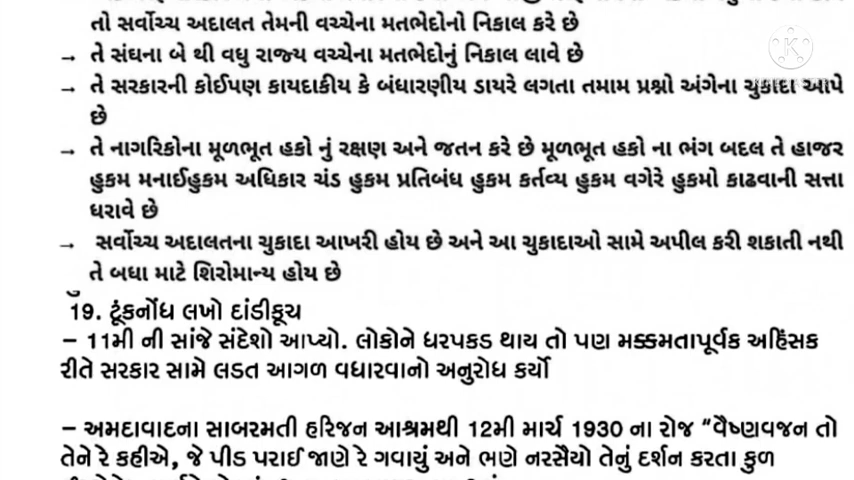 તો સર્વોચ્ચ અદાલત તેમની વચ્ચેના મતભેદોનો નિકાલ કરે છે
→ તે સંઘના બે થી વધુ રાજ્ય વચ્ચેના મતભેદોનું નિકાલ લાવે છે
→ તે સરકારની કોઈપણ કાયદાકીય કે બંધારણીય ડાયરે લગતા તમામ પ્રશ્નો અંગેના ચુકાદા આપે
છે
→ તે નાગરિકોના મૂળભૂત હકો નું રક્ષણ અને જતન કરે છે મૂળભૂત હકો ના ભંગ બદલ તે હાજર
હુકમ મનાઈહુકમ અધિકાર ચંડ હુકમ પ્રતિબંધ હુકમ કર્તવ્ય હુકમ વગેરે હુકમો કાઢવાની સત્તા
ધરાવે છે
→ સર્વોચ્ચ અદાલતના ચુકાદા આખરી હોય છે અને આ ચુકાદાઓ સામે અપીલ કરી શકાતી નથી
તે બધા માટે શિરોમાન્ય હોય છે
19. ટૂંકનોંધ લખો દાંડીકૂચ
– 11મી ની સાંજે સંદેશો આપ્યો. લોકોને ધરપકડ થાય તો પણ મક્કમતાપૂર્વક અહિંસક
રીતે સરકાર સામે લડત આગળ વધારવાનો અનુરોધ કર્યો
– અમદાવાદના સાબરમતી હરિજન આશ્રમથી 12મી માર્ચ 1930 ના રોજ “વૈષ્ણવજન તો
તેને રે કહીએ, જે પીડ પરાઈ જાણે રે ગવાયું અને ભણે નરસૈયો તેનું દર્શન કરતા કુળ